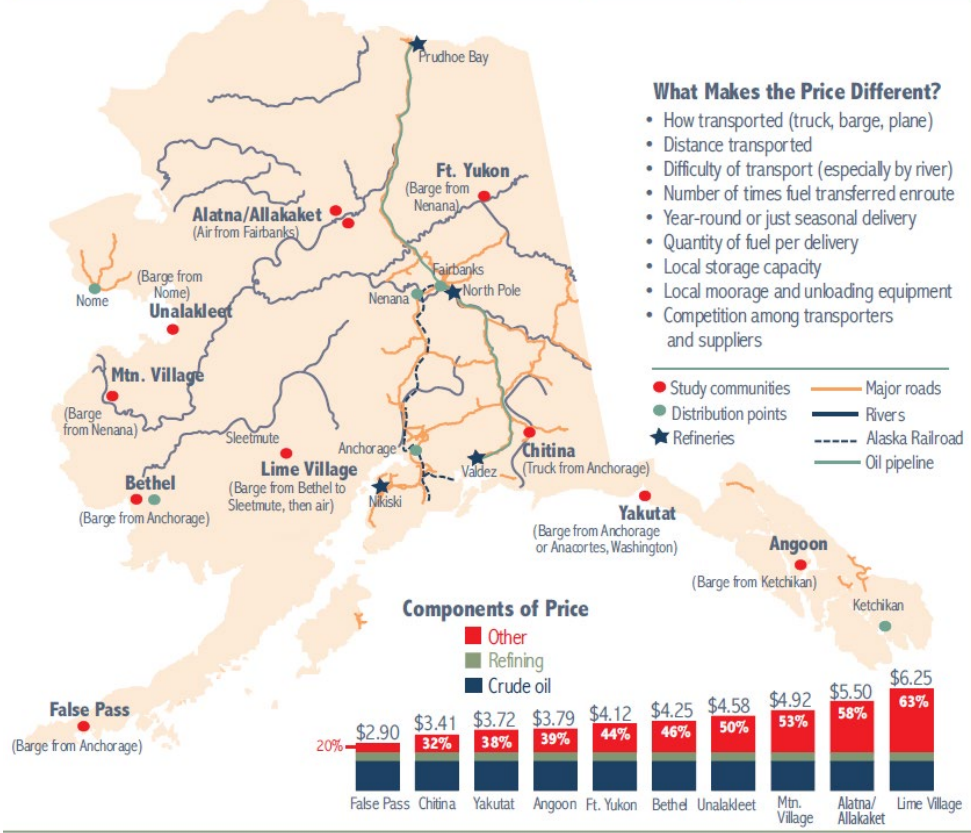 Prudhoe Bay
What Makes the Price Different?
• How transported (truck, barge, plane)
• Distance transported
• Difficulty of transport (especially by river)
• Number of times fuel transferred enroute
• Year-round or just seasonal delivery
• Quantity of fuel per delivery
• Local storage capacity
• Local moorage and unloading equipment
• Competition among transporters
and suppliers
Study communities
Distribution points
Refineries
Major roads
Rivers
Alaska Railroad
Oil pipeline
Ft. Yukon
(Barge from
Nenana)
Alatna/Allakaket
(Air from Fairbanks)
Fairbanks
North Pole
Nenana
Nome
(Barge from
Nome)
Unalakleet
Mtn. Village
(Barge
from Nenana)
Sleetmute
Lime Village
(Barge from Bethel to
Sleetmute, then air)
Anchorage
Nikiski
Valdez
Chitina
(Truck from Anchorage)
Bethel
(Barge from Anchorage)
Yakutat
(Barge from Anchorage
or Anacortes, Washington)
Angoon
(Barge from Ketchikan)
Ketchikan
False Pass
(Barge from Anchorage)
Components of Price
Other
Refining
Crude oil
$2.90
$3.41
$3.72
$3.79
$4.12
$4.25
$4.58
$4.92
$5.50
$6.25
20%
32%
38%
39%
44%
46%
50%
53%
58%
63%
False Pass
Chitina
Yakutat
Angoon
Ft. Yukon
Bethel
Unalakleet
Mtn.
Village
Alatna/
Allakaket
Lime Village